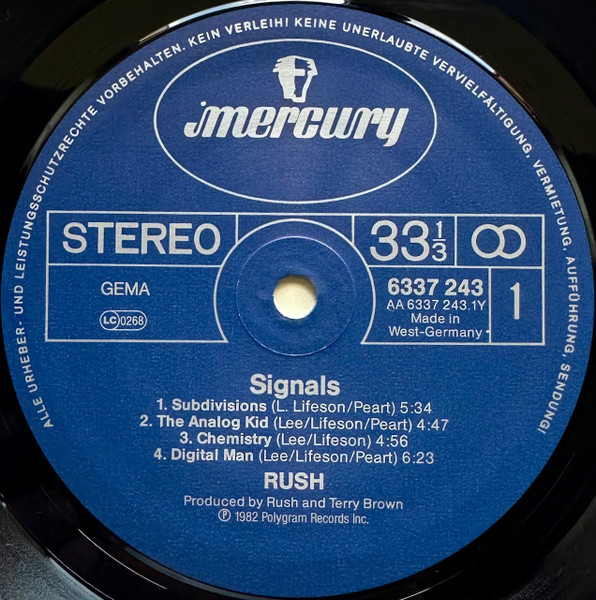 ALLE URHEBER- UND LEISTUNGSSCHUTZRECHTE VORBEHALTEN. KEIN VERLEIH! KEINE UNERLAUBTE VERVIELFÄLTIGUNG, VERMIETUNG, AUFFÜHRUNG, SENDUNG!
mercury
STEREO
33 1/3
GEMA
LC 0268
6337 243
AA 6337 243.1Y
Made in
West-Germany
1
Signals
1. Subdivisions (L. Lifeson/Peart) 5:34
2. The Analog Kid (Lee/Lifeson/Peart) 4:47
3. Chemistry (Lee/Lifeson) 4:56
4. Digital Man (Lee/Lifeson/Peart) 6:23
RUSH
Produced by Rush and Terry Brown
℗ 1982 Polygram Records Inc.